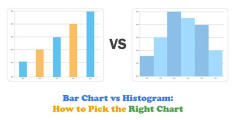 VS
Bar Chart vs Histogram:
How to Pick the Right Chart